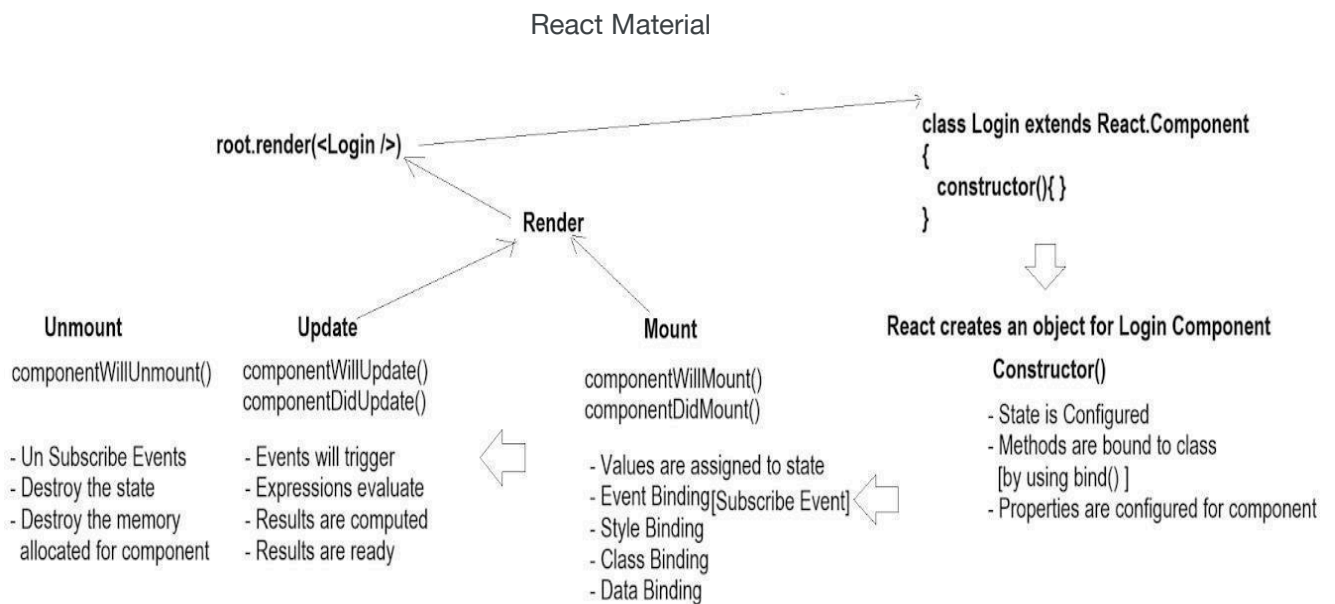 React Material
root.render(<Login />)
class Login extends React.Component
{
constructor(){ }
}
Render
Unmount
componentWillUnmount()
- Un Subscribe Events
- Destroy the state
- Destroy the memory
allocated for component
Update
componentWillUpdate()
componentDidUpdate()
- Events will trigger
- Expressions evaluate
- Results are computed
- Results are ready
Mount
componentWillMount()
componentDidMount()
- Values are assigned to state
- Event Binding[Subscribe Event]
- Style Binding
- Class Binding
- Data Binding
React creates an object for Login Component
Constructor()
- State is Configured
- Methods are bound to class
[by using bind() ]
- Properties are configured for component